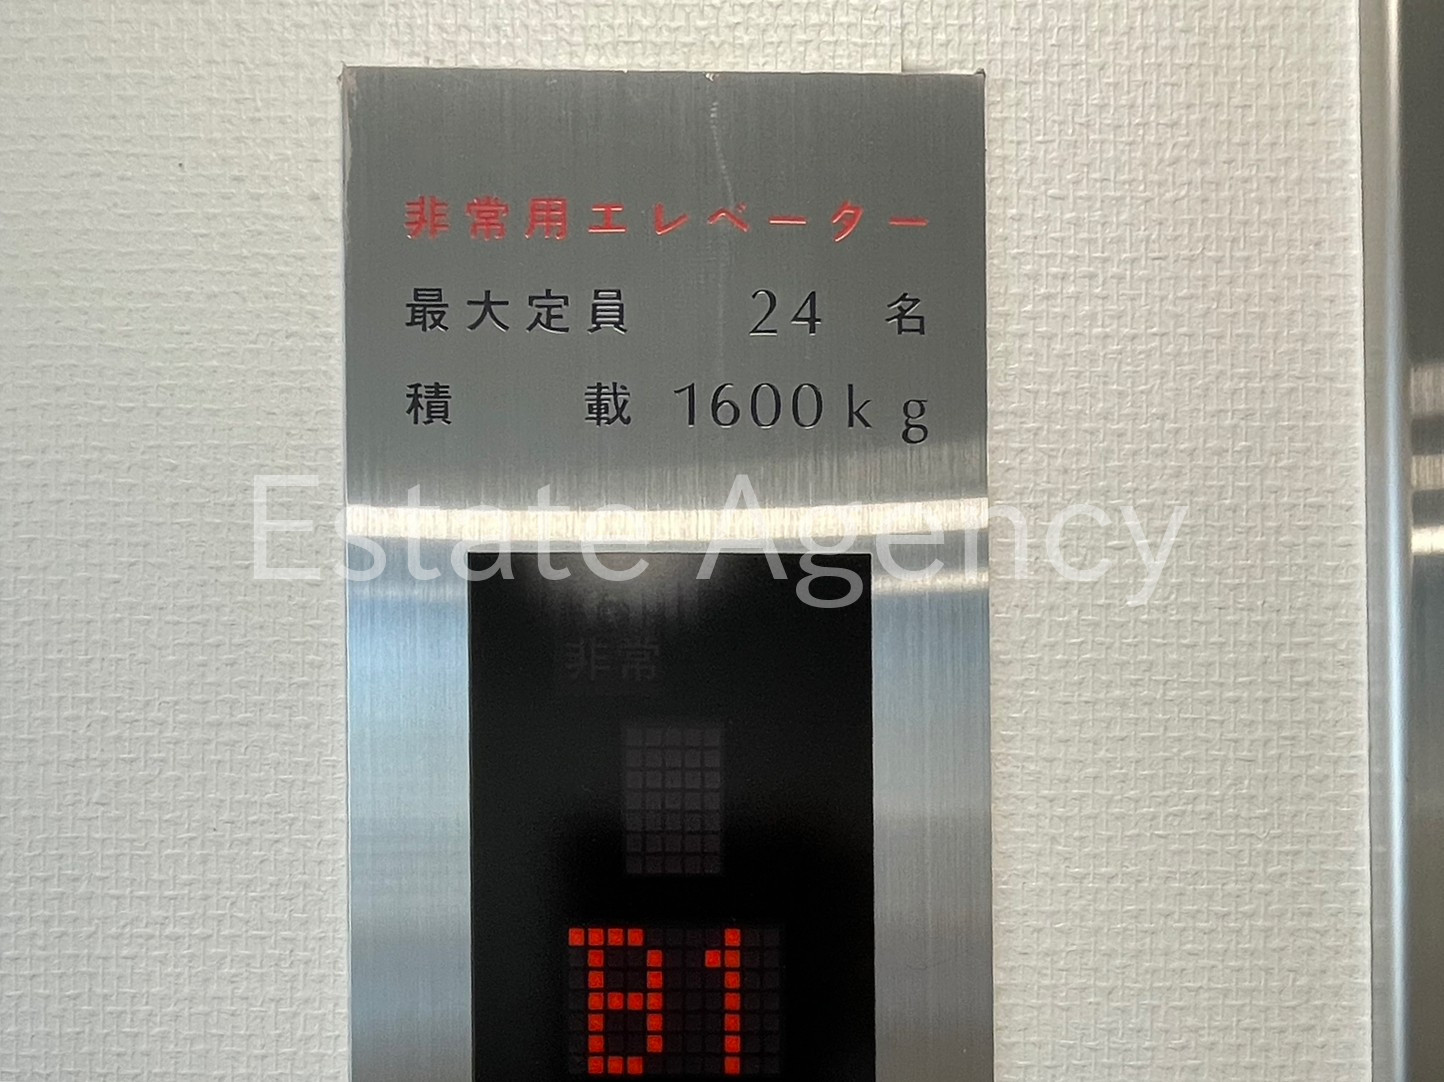 非常用エレベーター
最大定員 24 名
積載 1600kg
Estate Agency
非常
B1